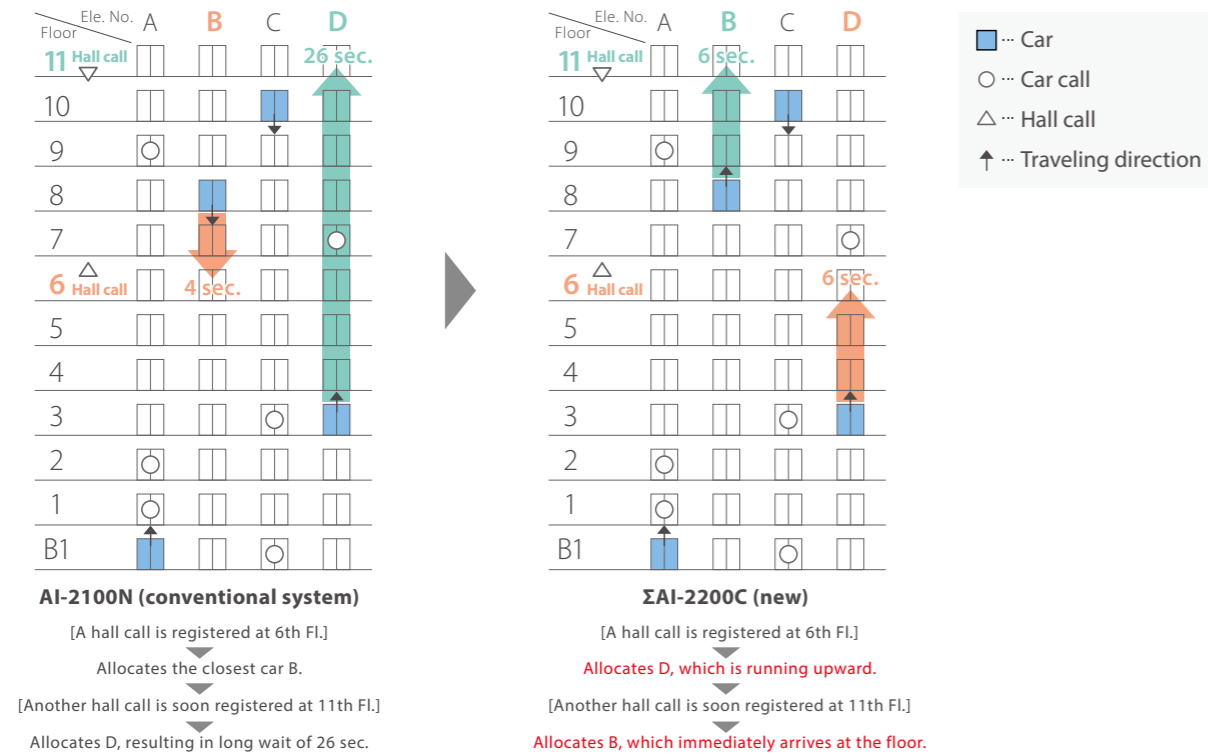 Ele. No. A B C D
Floor
11 Hall call 26 sec.
10
9
8
7
6 Hall call 4 sec.
5
4
3
2
1
B1
AI-2100N (conventional system)
[A hall call is registered at 6th Fl.]
Allocates the closest car B.
[Another hall call is soon registered at 11th Fl.]
Allocates D, resulting in long wait of 26 sec.
Ele. No. A B C D
Floor
11 Hall call 6 sec.
10
9
8
7
6 Hall call 6 sec.
5
4
3
2
1
B1
ΣAI-2200C (new)
[A hall call is registered at 6th Fl.]
Allocates D, which is running upward.
[Another hall call is soon registered at 11th Fl.]
Allocates B, which immediately arrives at the floor.
··· Car
··· Car call
··· Hall call
··· Traveling direction